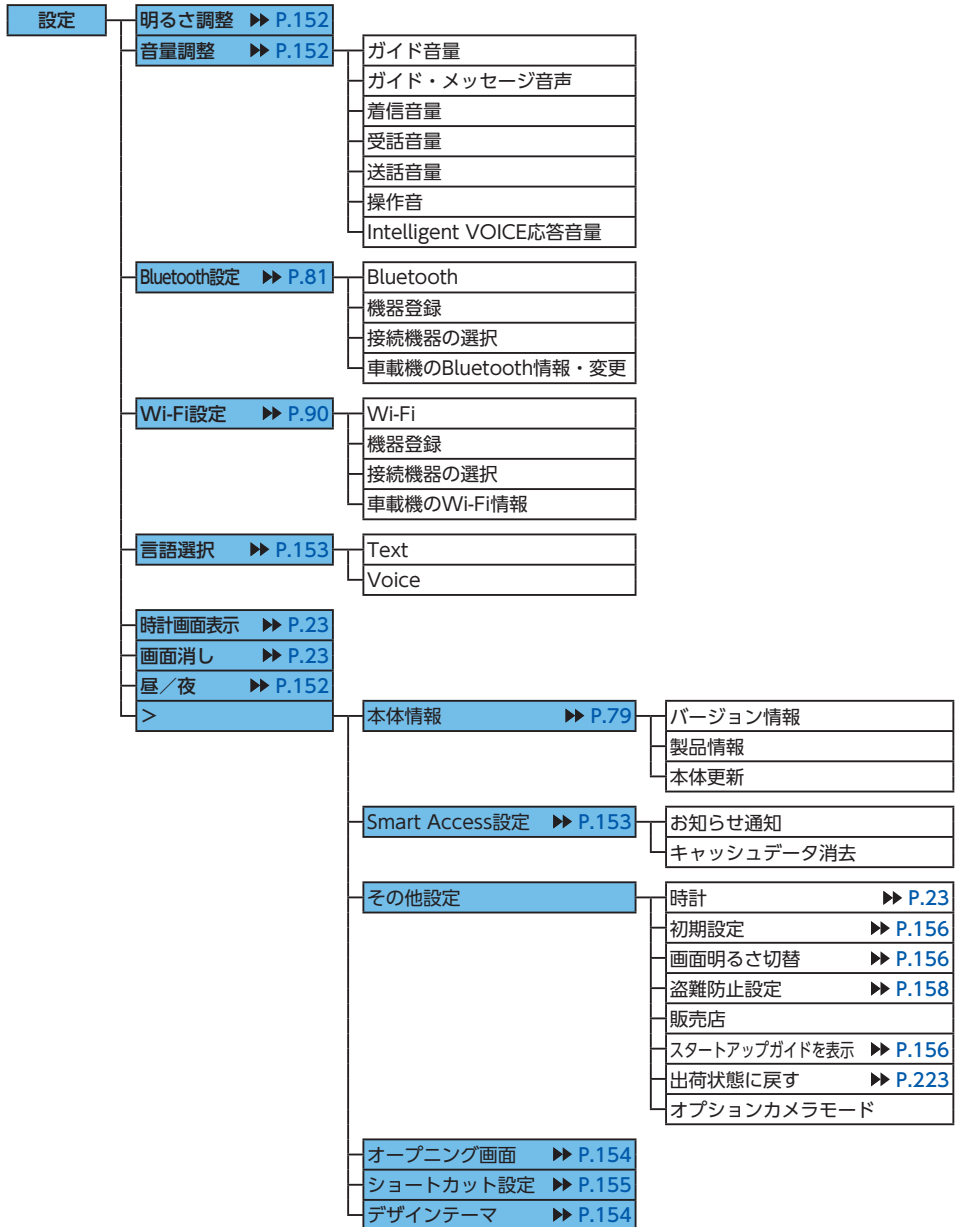 設定
明るさ調整 ▶▶ P.152
音量調整 ▶▶ P.152
ガイド音量
ガイド・メッセージ音声
着信音量
受話音量
送話音量
操作音
Intelligent VOICE応答音量
Bluetooth設定 ▶▶ P.81
Bluetooth
機器登録
接続機器の選択
車載機のBluetooth情報・変更
Wi-Fi設定 ▶▶ P.90
Wi-Fi
機器登録
接続機器の選択
車載機のWi-Fi情報
言語選択 ▶▶ P.153
Text
Voice
時計画面表示 ▶▶ P.23
画面消し ▶▶ P.23
昼／夜 ▶▶ P.152
＞
本体情報 ▶▶ P.79
バージョン情報
製品情報
本体更新
Smart Access設定 ▶▶ P.153
お知らせ通知
キャッシュデータ消去
その他設定
時計 ▶▶ P.23
初期設定 ▶▶ P.156
画面明るさ切替 ▶▶ P.156
盗難防止設定 ▶▶ P.158
販売店
スタートアップガイドを表示 ▶▶ P.156
出荷状態に戻す ▶▶ P.223
オプションカメラモード
オープニング画面 ▶▶ P.154
ショートカット設定 ▶▶ P.155
デザインテーマ ▶▶ P.154